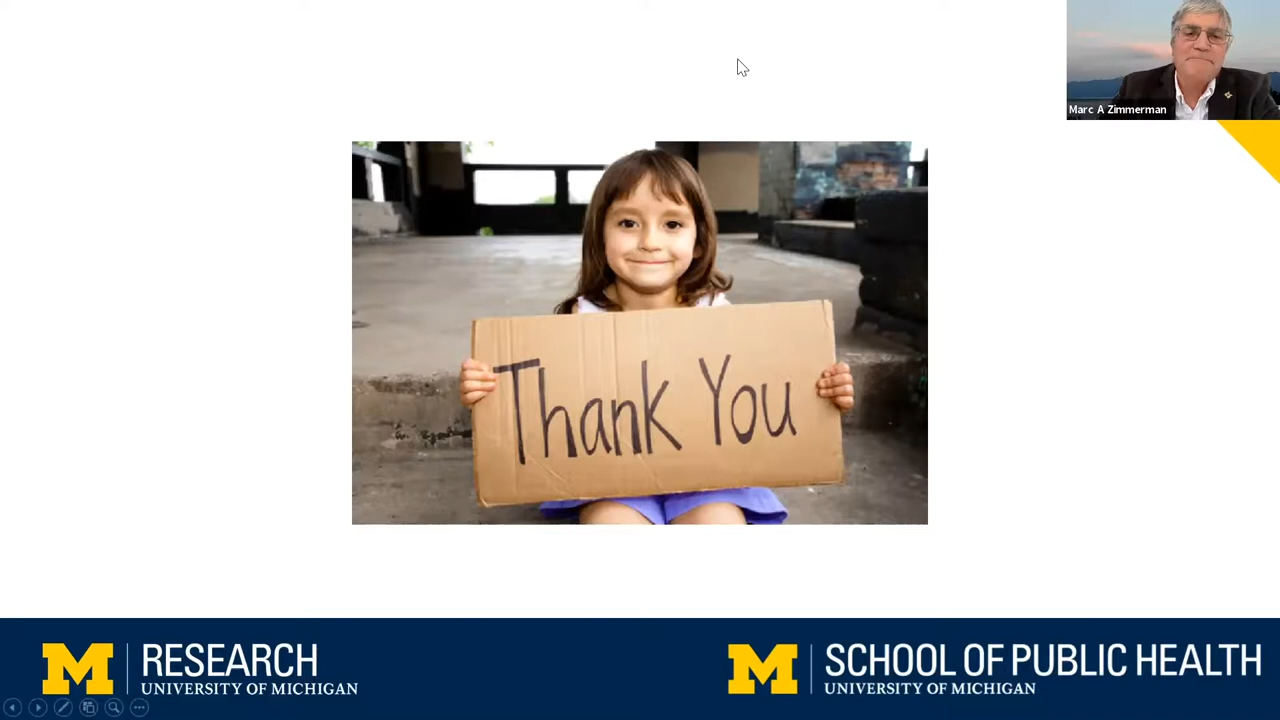 Marc A Zimmerman
Thank You
M RESEARCH
UNIVERSITY OF MICHIGAN
M SCHOOL OF PUBLIC HEALTH
UNIVERSITY OF MICHIGAN